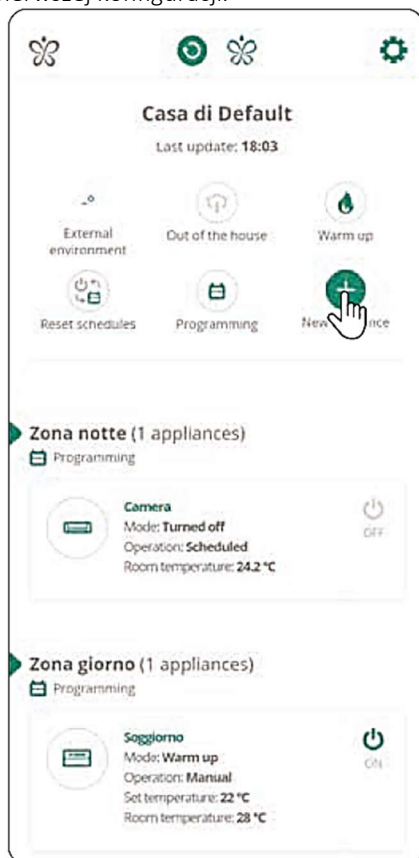 Casa di Default
Last update: 18:03
External
environment
Out of the house
Warm up
Reset schedules
Programming
Zona notte (1 appliances)
Programming
Camera
Mode: Turned off
Operation: Scheduled
Room temperature: 24.2 °C
OFF
Zona giorno (1 appliances)
Programming
Soggiorno
Mode: Warm up
Operation: Manual
Set temperature: 22 °C
Room temperature: 28 °C
ON